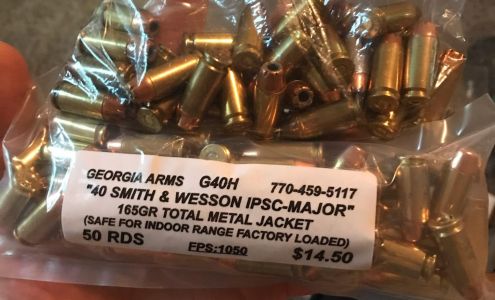 GEORGIA ARMS G40H 770-459-5117
"40 SMITH & WESSON IPSC-MAJOR"
165GR TOTAL METAL JACKET
(SAFE FOR INDOOR RANGE FACTORY LOADED)
50 RDS FPS:1050 $14.50